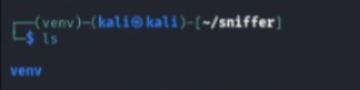 ┌──(venv)─(kali㉿kali)-[~/sniffer]
└─$ ls
venv